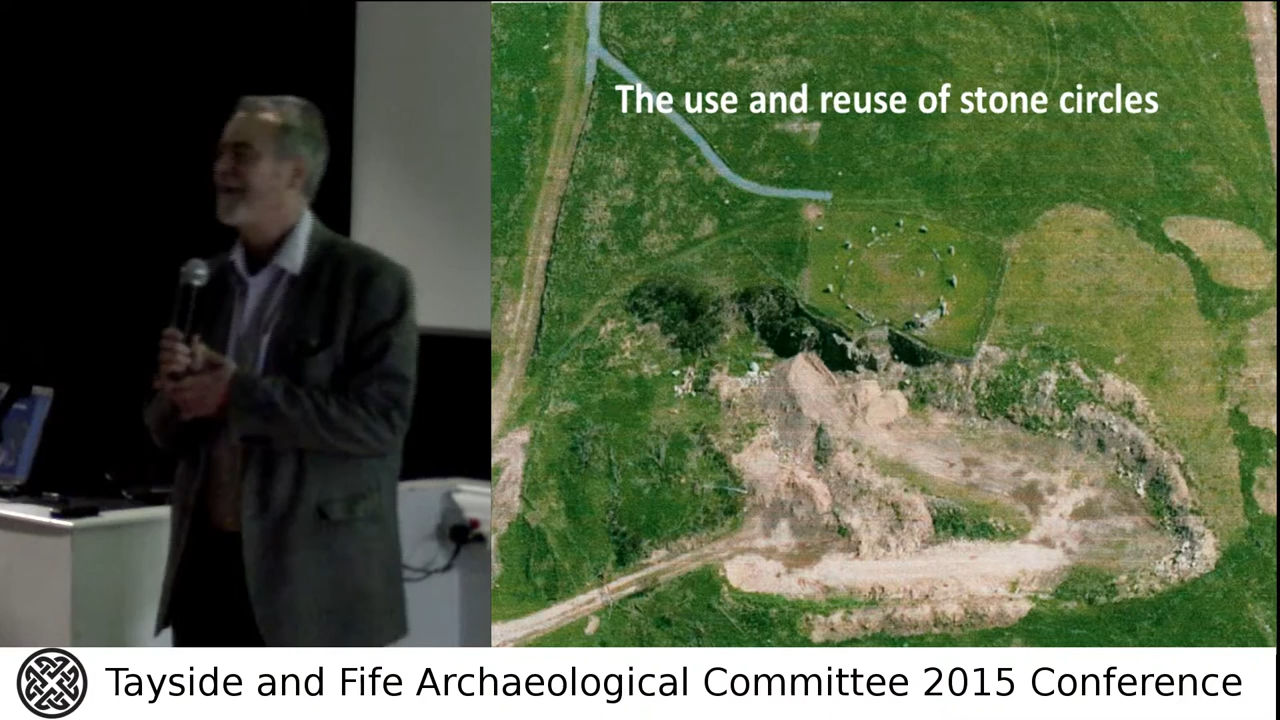 The use and reuse of stone circles
Tayside and Fife Archaeological Committee 2015 Conference